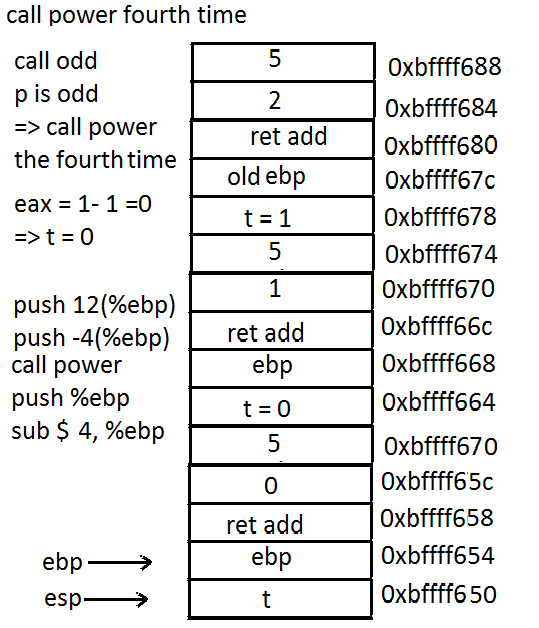 call power fourth time
call odd
p is odd
=> call power
the fourth time
eax = 1- 1 =0
=> t = 0
push 12(%ebp)
push -4(%ebp)
call power
push %ebp
sub $ 4, %ebp
ebp
esp
5 0xbffff688
2 0xbffff684
ret add 0xbffff680
old ebp 0xbffff67c
t = 1 0xbffff678
5 0xbffff674
1 0xbffff670
ret add 0xbffff66c
ebp 0xbffff668
t = 0 0xbffff664
5 0xbffff670
0 0xbffff65c
ret add 0xbffff658
ebp 0xbffff654
t 0xbffff650